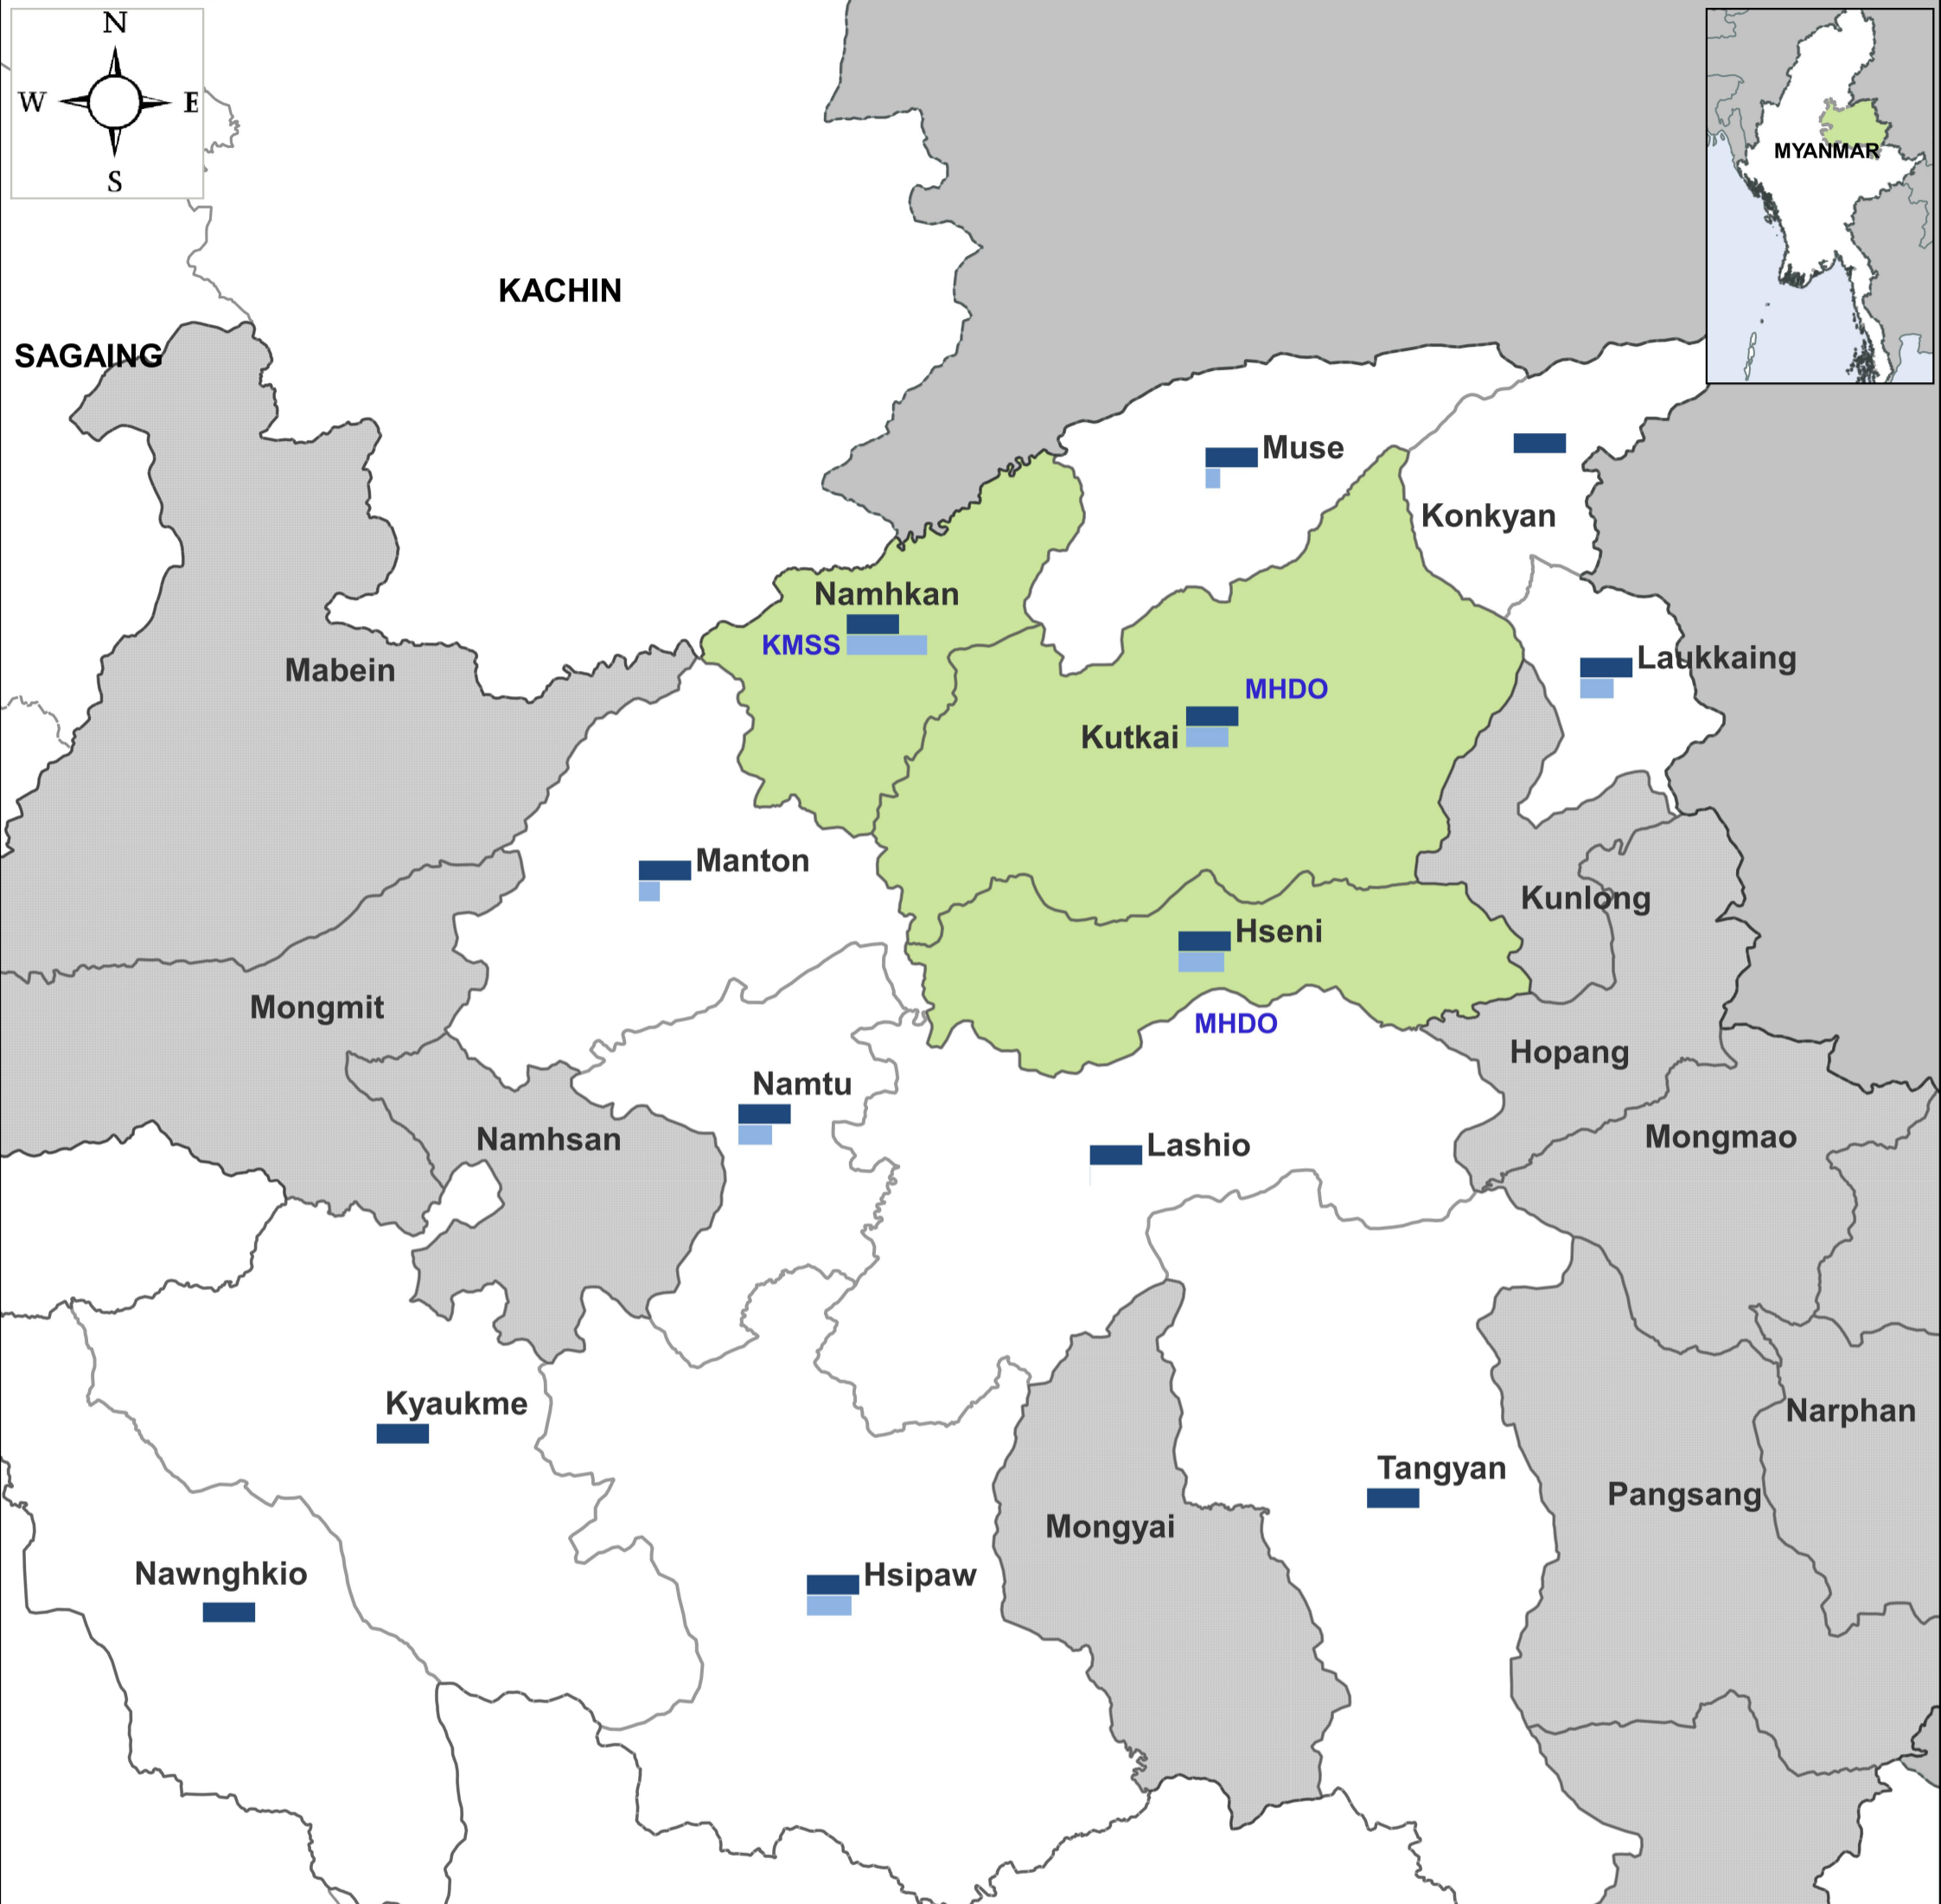 N
W
E
S
MYANMAR
KACHIN
SAGAING
Muse
Konkyan
Namhkan
KMSS
Laukkaing
Mabein
MHDO
Kutkai
Manton
Kunlong
Hseni
Mongmit
MHDO
Hopang
Namtu
Namhsan
Mongmao
Lashio
Kyaukme
Narphan
Tangyan
Pangsang
Mongyai
Nawnghkio
Hsipaw